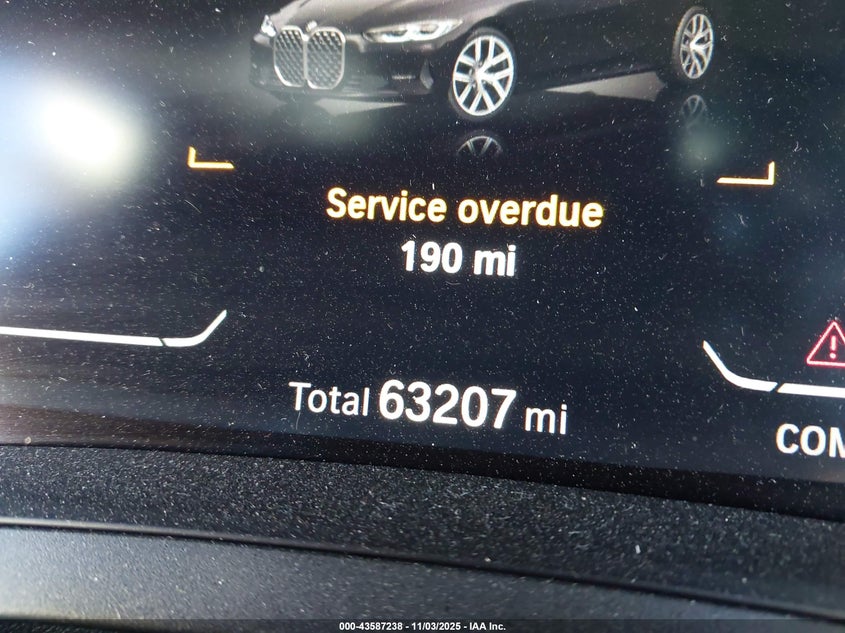 Service overdue
190 mi
Total 63207 mi
COM
000-43587238 - 11/03/2025 - IAA Inc.